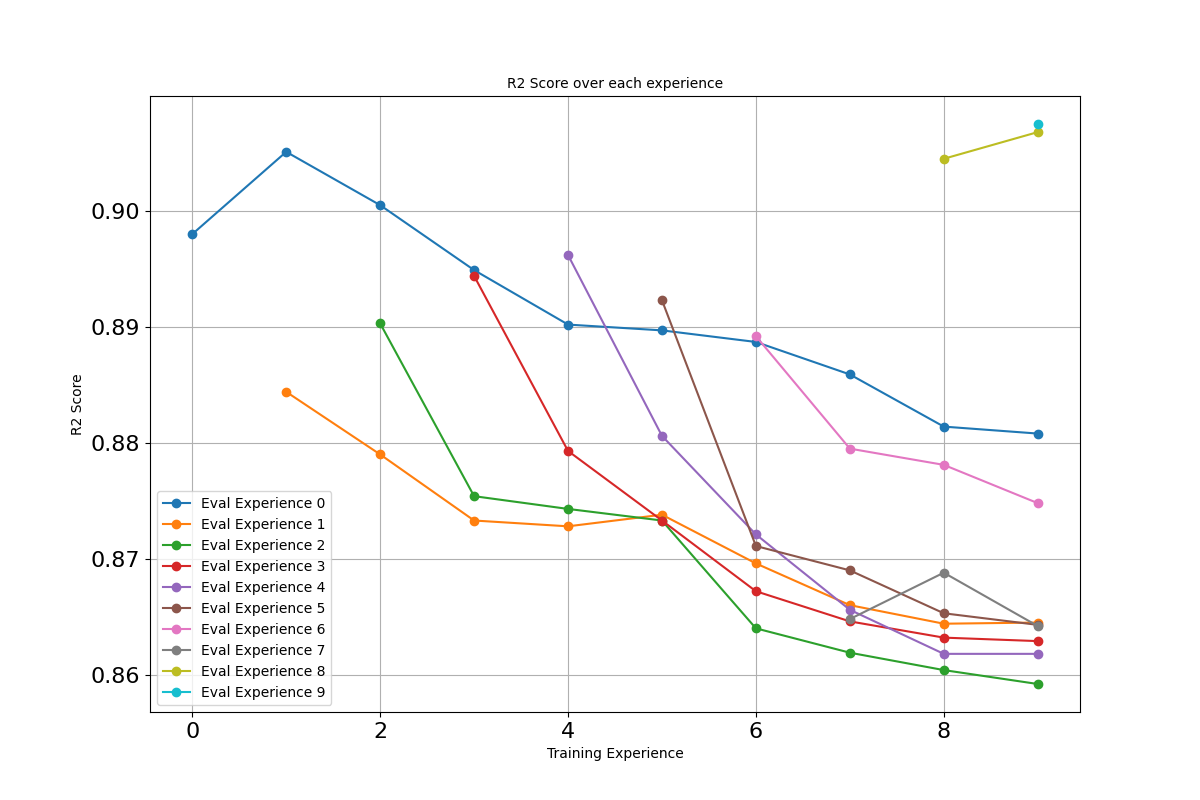 R2 Score over each experience
R2 Score
0.90
0.89
0.88
0.87
0.86
Eval Experience 0
Eval Experience 1
Eval Experience 2
Eval Experience 3
Eval Experience 4
Eval Experience 5
Eval Experience 6
Eval Experience 7
Eval Experience 8
Eval Experience 9
0 2 4 6 8
Training Experience